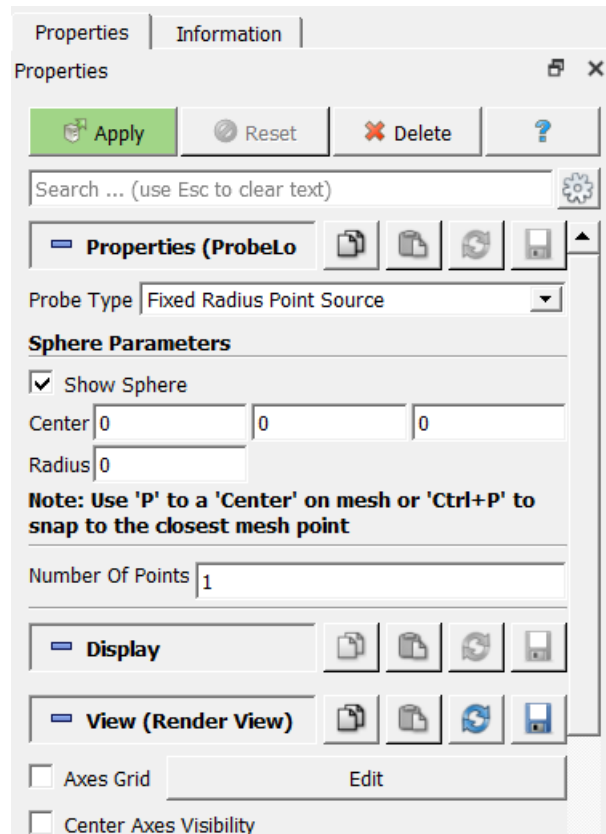 Properties Information
Properties
Apply Reset Delete ?
Search ... (use Esc to clear text)
Properties (ProbeLo
Probe Type Fixed Radius Point Source
Sphere Parameters
Show Sphere
Center 0 0 0
Radius 0
Note: Use 'P' to a 'Center' on mesh or 'Ctrl+P' to
snap to the closest mesh point
Number Of Points 1
Display
View (Render View)
Axes Grid Edit
Center Axes Visibility